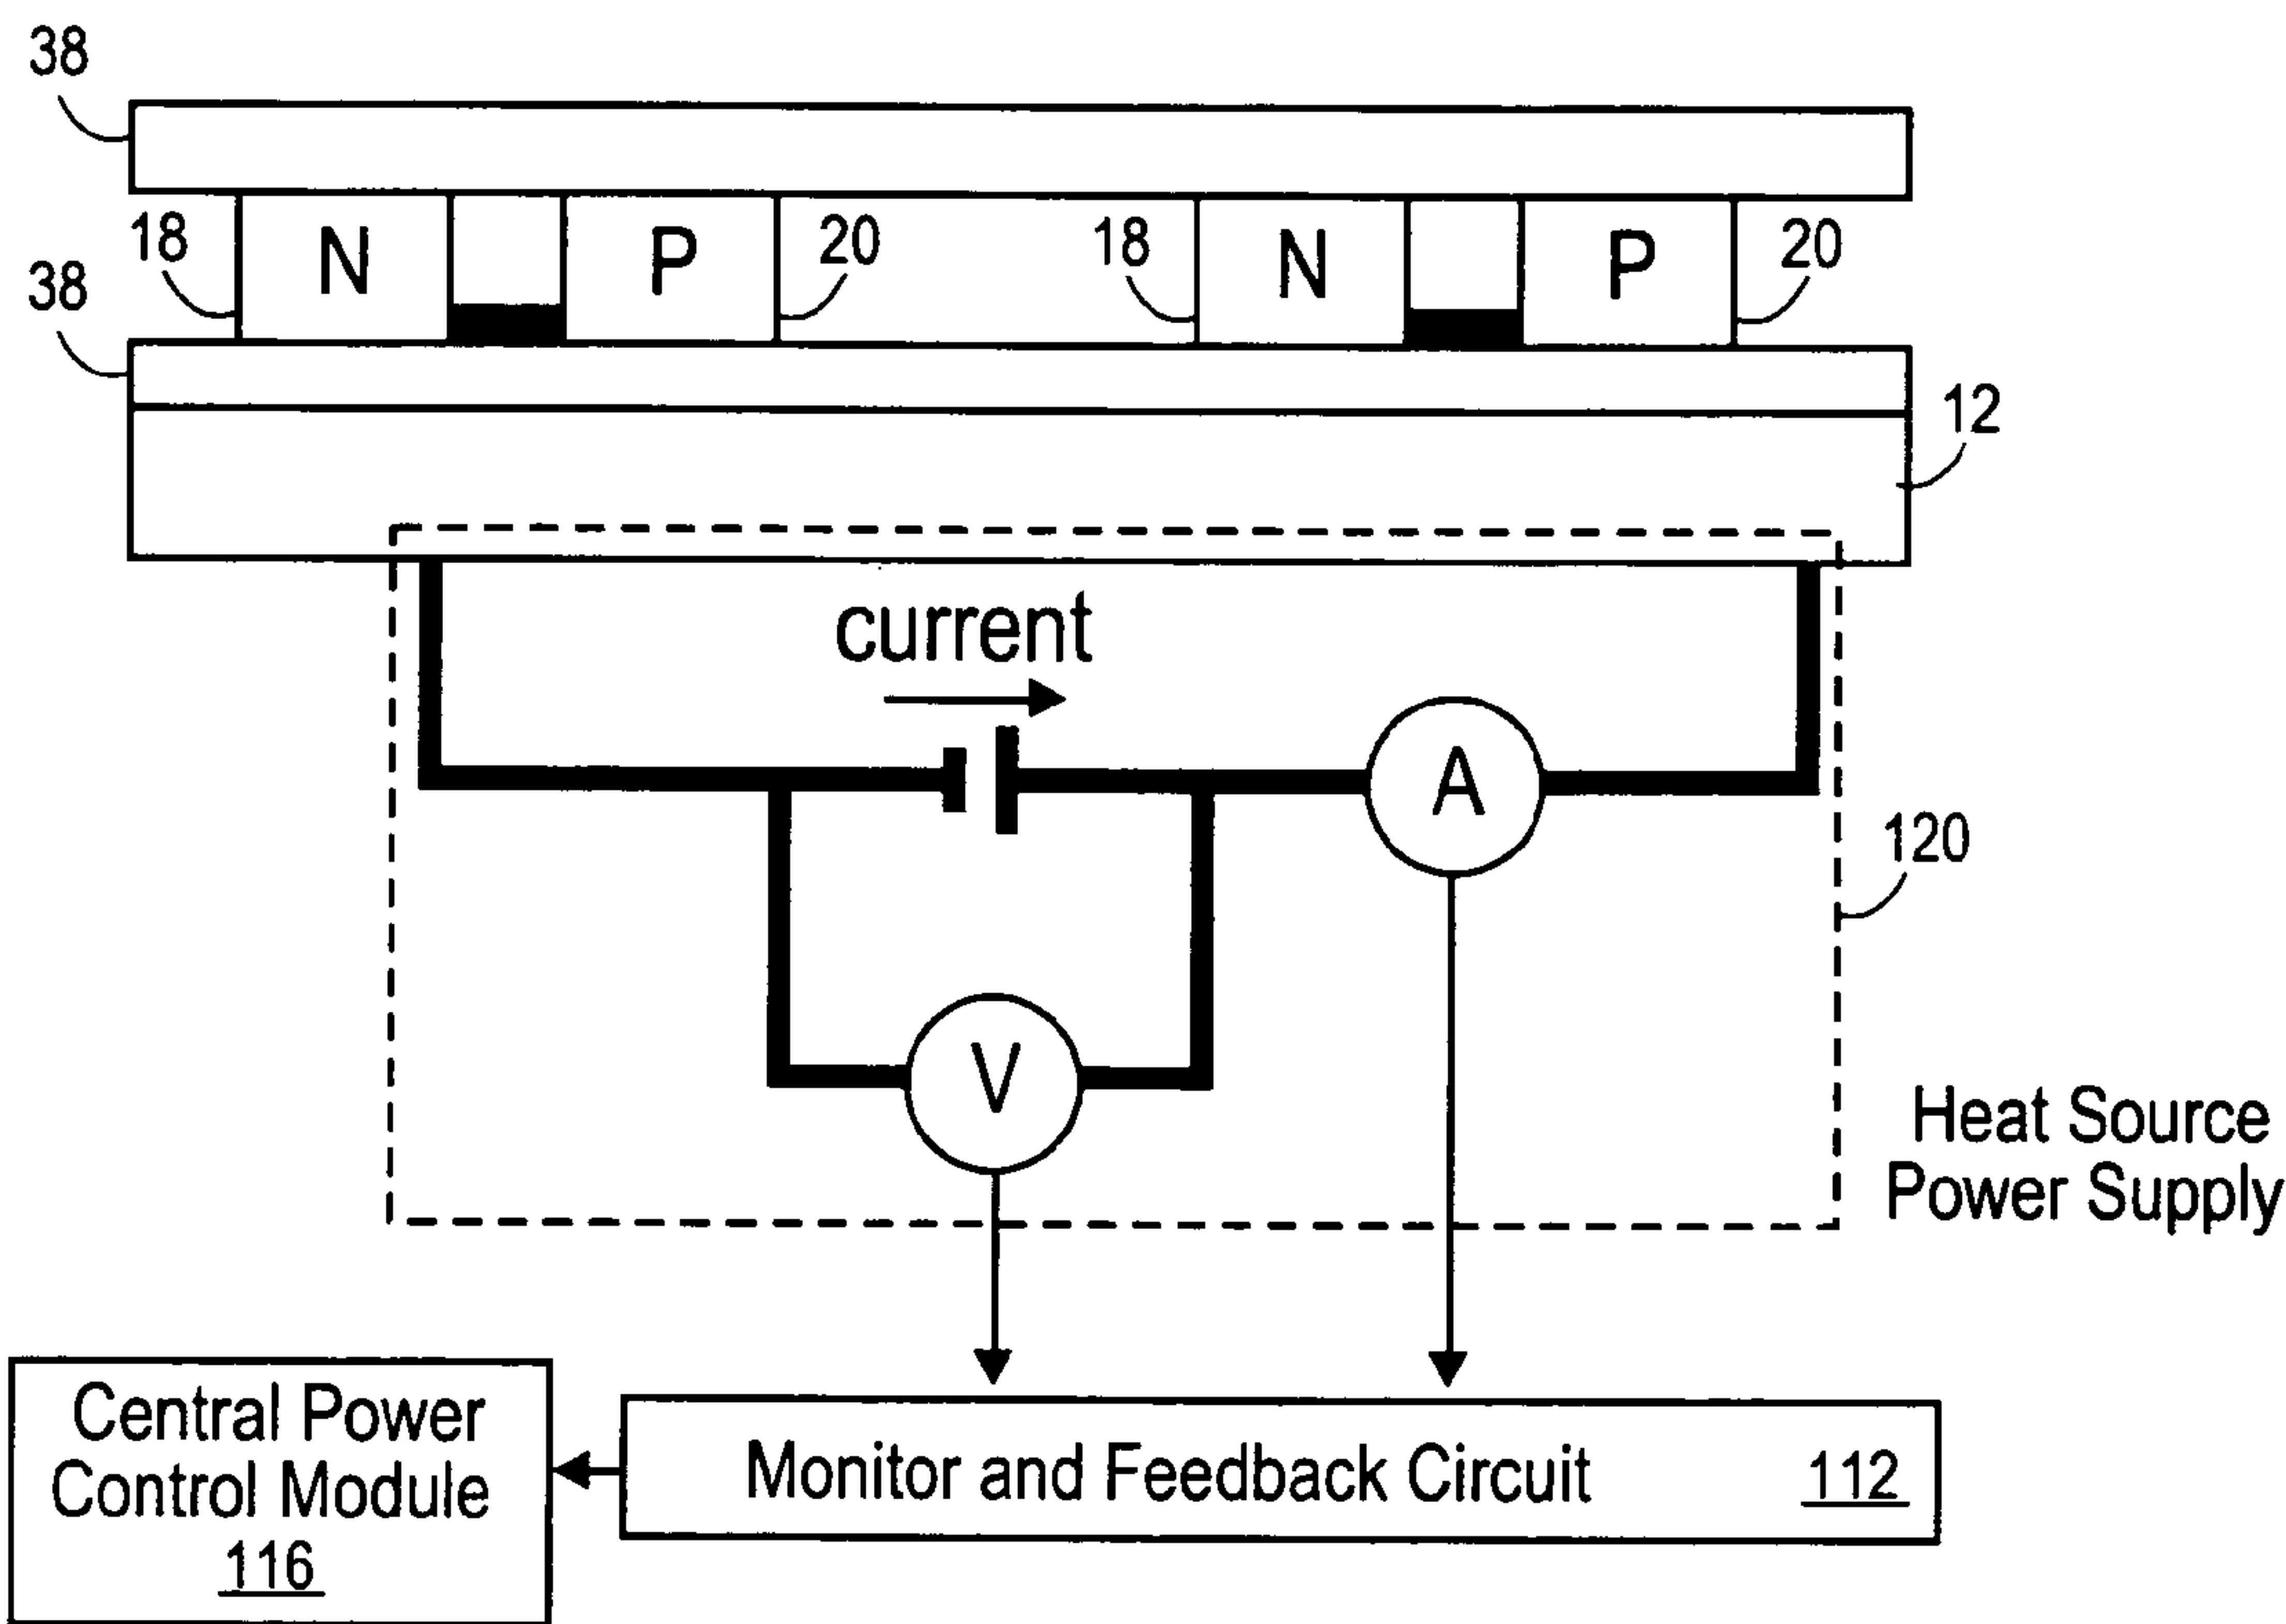 38
18
N
P
20
18
N
P
20
38
12
current
A
120
V
Heat Source
Power Supply
Central Power
Control Module
116
Monitor and Feedback Circuit
112